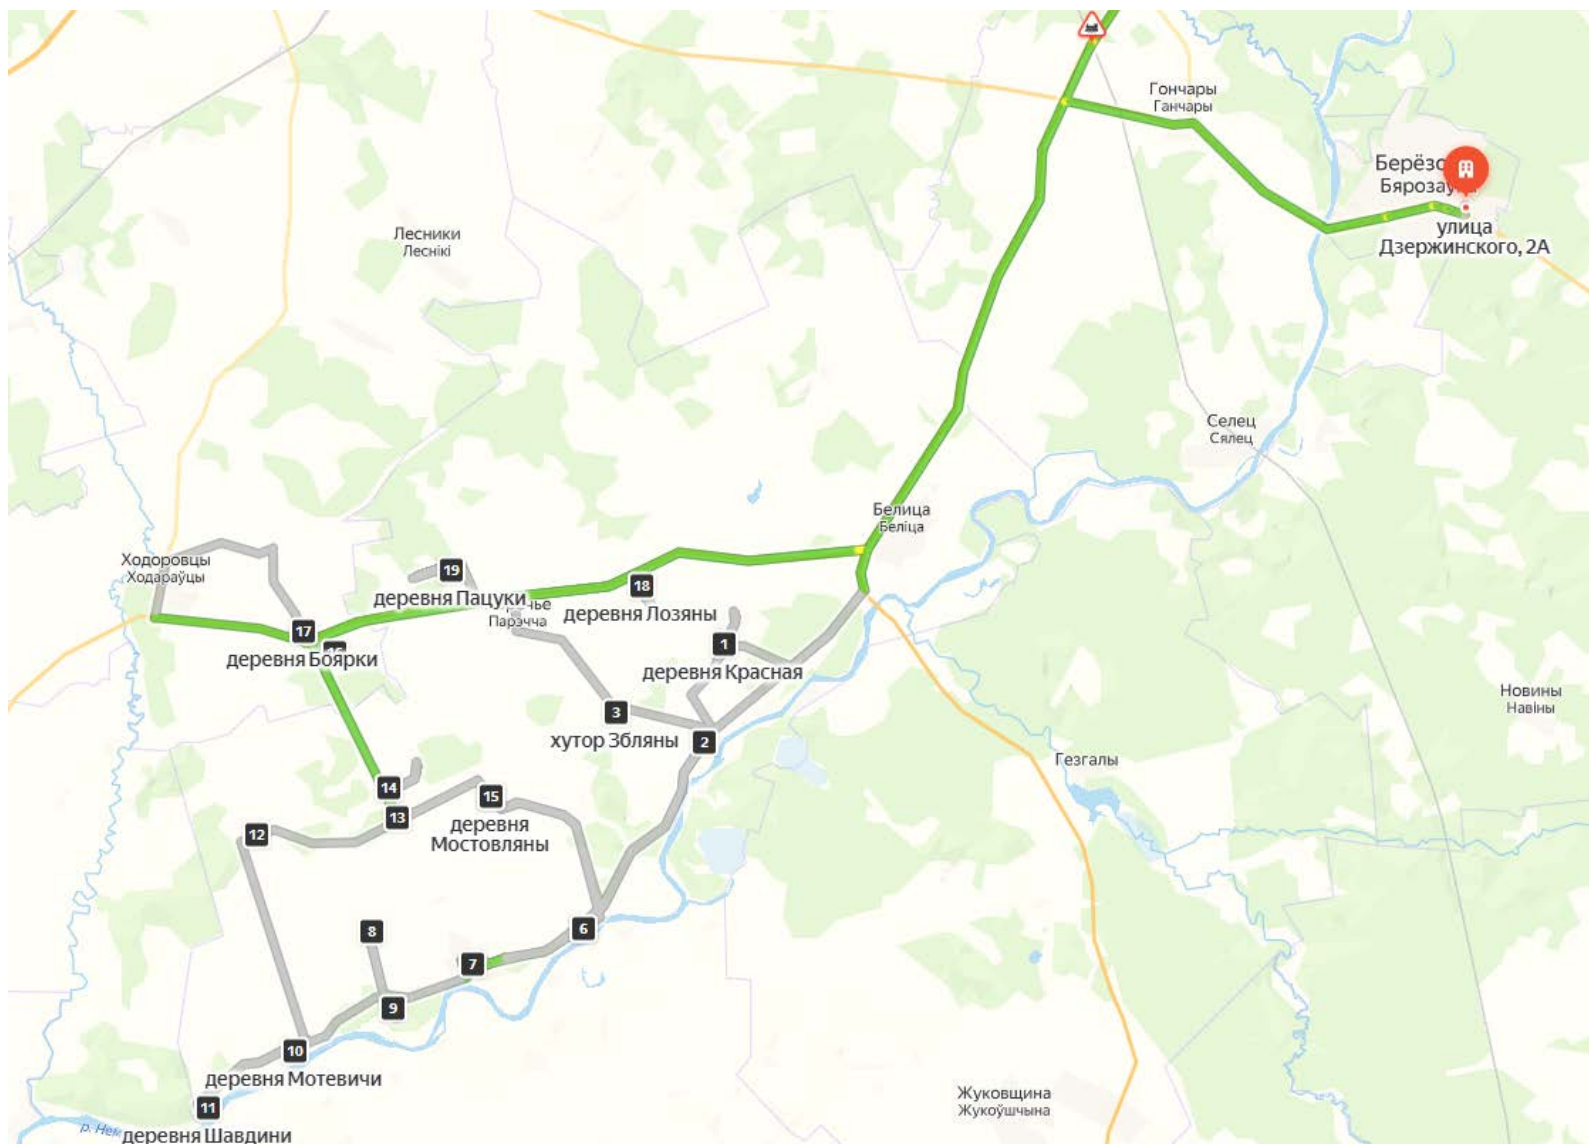 Гончары
Ганчары
Бярозаў
улица
Дзержинского, 2А
Лесники
Леснікі
Селец
Сялец
Белица
Беліца
Ходоровцы
Ходараўцы
19
деревня Пацуки
18
деревня Лозяны
Парэчча
17
деревня Боярки
1
деревня Красная
3
хутор Збляны
2
Новины
Навіны
Гезгалы
14
13
15
деревня
Мостовляны
12
8
6
7
9
10
деревня Мотевичи
11
деревня Шавдини
Жуковщина
Жукоўшчына